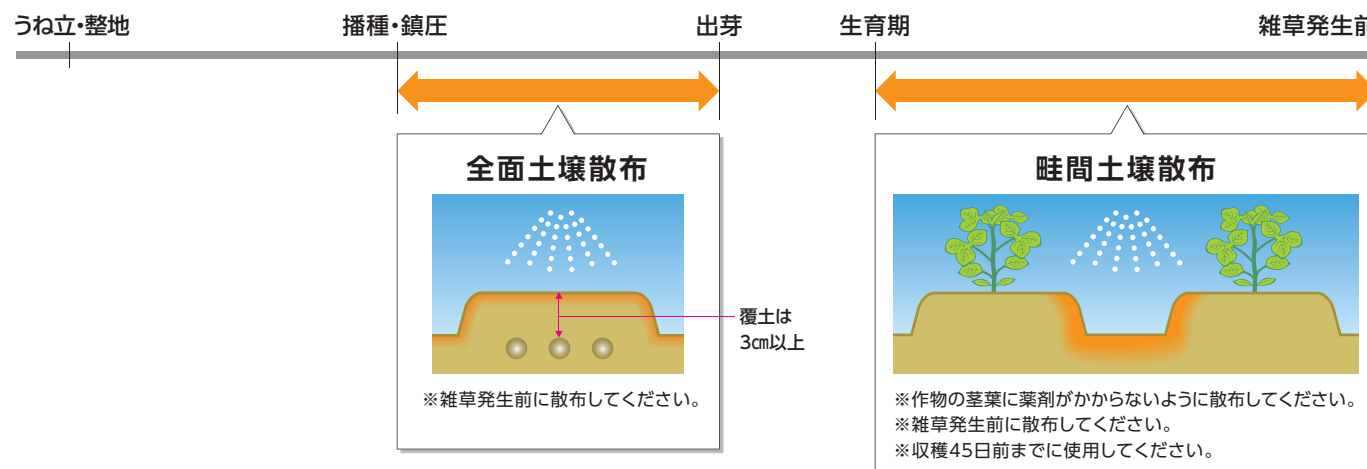 うね立・整地
播種・鎮圧
出芽
生育期
雑草発生前
全面土壌散布
覆土は
3㎝以上
※雑草発生前に散布してください。
畦間土壌散布
※作物の茎葉に薬剤がかからないように散布してください。
※雑草発生前に散布してください。
※収穫45日前までに使用してください。